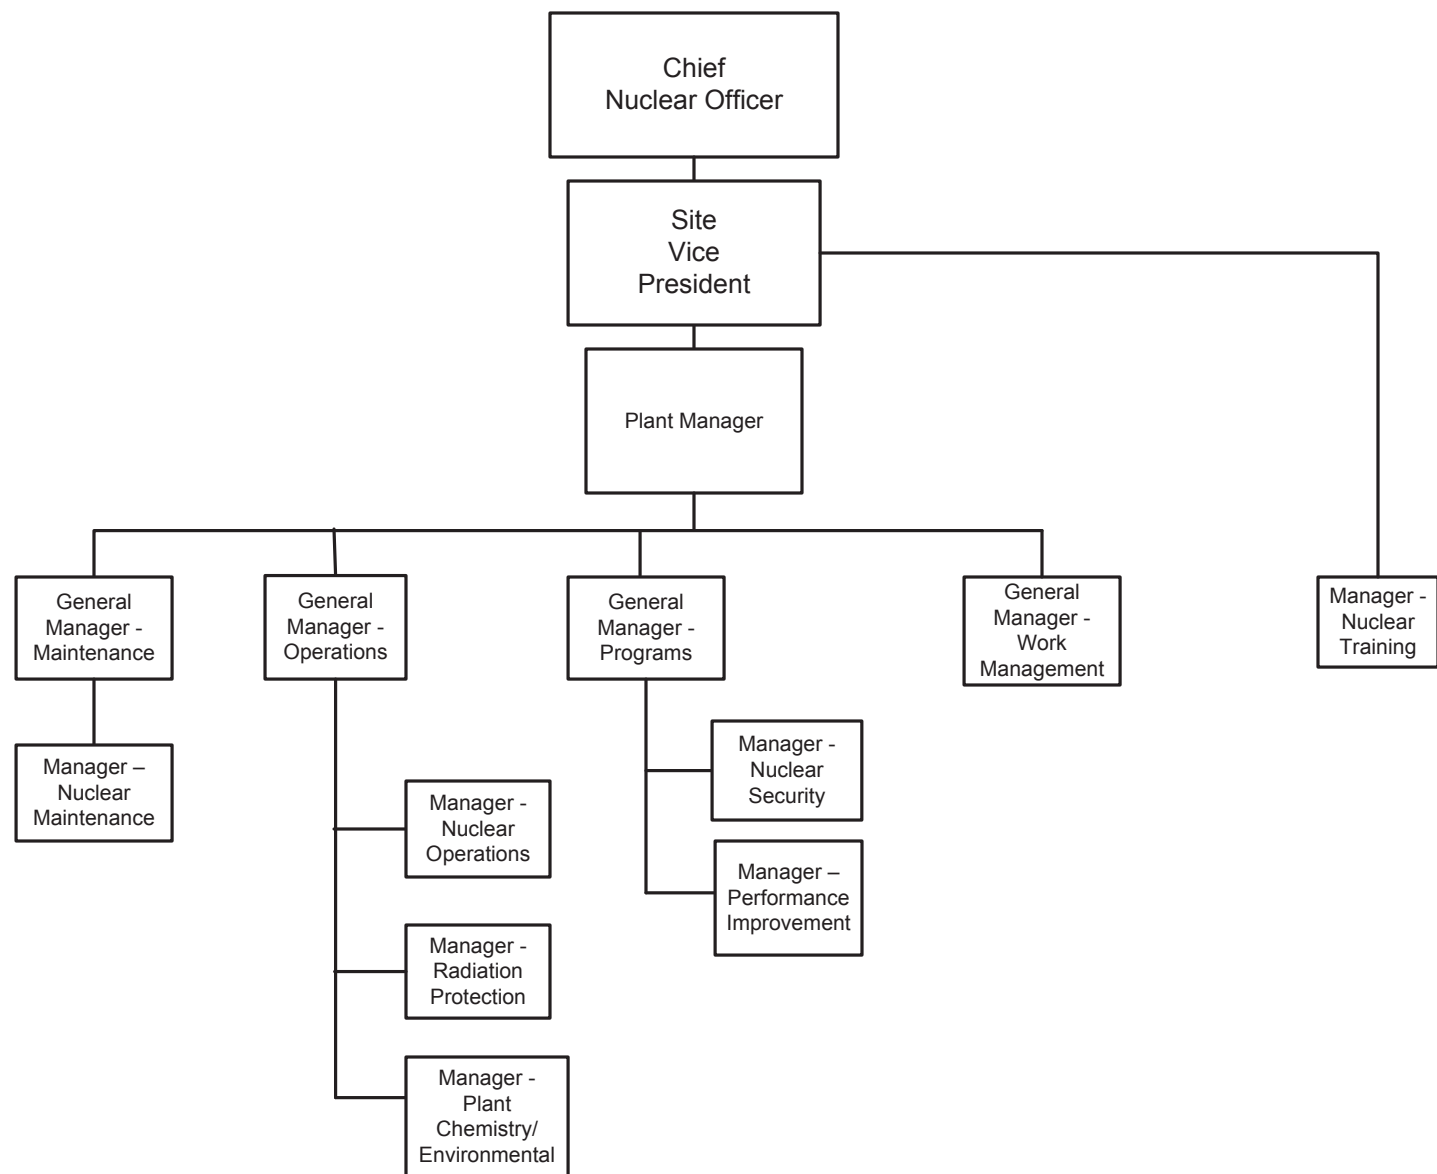 Chief
Nuclear Officer
Site
Vice
President
Plant Manager
General
Manager -
Maintenance
General
Manager -
Operations
General
Manager -
Programs
General
Manager -
Work
Management
Manager -
Nuclear
Training
Manager –
Nuclear
Maintenance
Manager -
Nuclear
Operations
Manager -
Radiation
Protection
Manager -
Plant
Chemistry/
Environmental
Manager -
Nuclear
Security
Manager –
Performance
Improvement